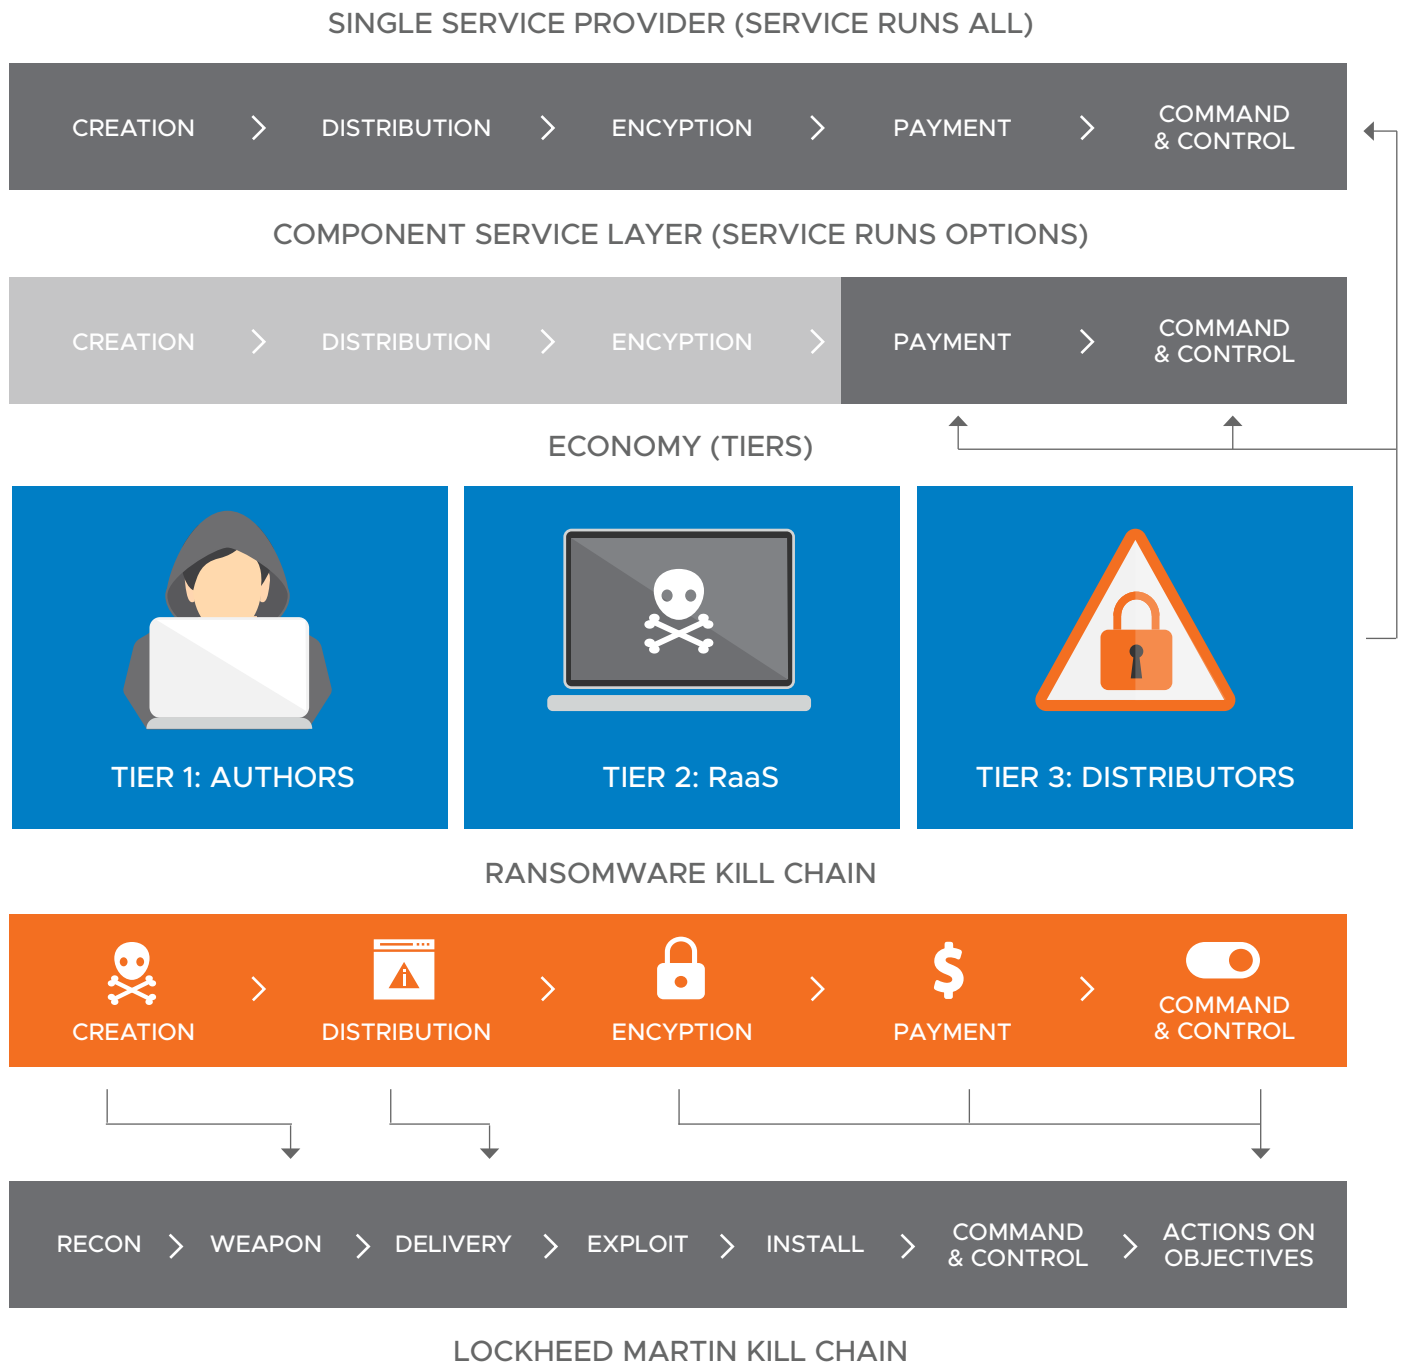 SINGLE SERVICE PROVIDER (SERVICE RUNS ALL)
CREATION > DISTRIBUTION > ENCYPTION > PAYMENT > COMMAND
& CONTROL
COMPONENT SERVICE LAYER (SERVICE RUNS OPTIONS)
CREATION > DISTRIBUTION > ENCYPTION > PAYMENT > COMMAND
& CONTROL
ECONOMY (TIERS)
TIER 1: AUTHORS
TIER 2: RaaS
TIER 3: DISTRIBUTORS
RANSOMWARE KILL CHAIN
$
CREATION > DISTRIBUTION > ENCYPTION > PAYMENT > COMMAND
& CONTROL
RECON > WEAPON > DELIVERY > EXPLOIT > INSTALL > COMMAND
& CONTROL > ACTIONS ON
OBJECTIVES
LOCKHEED MARTIN KILL CHAIN